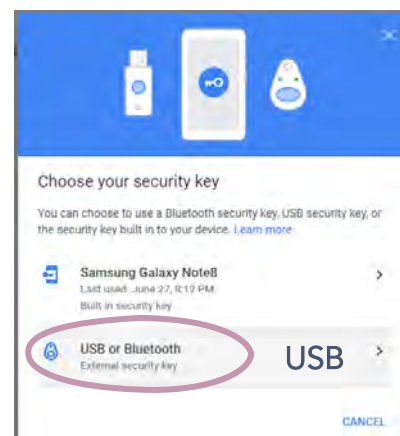 Choose your security key
You can choose to use a Bluetooth security key, USB security key, or
the security key built in to your device. Learn more
Samsung Galaxy Note8
Last used: June 27, 8:12 PM
Built in security key
USB or Bluetooth
External security key
USB
CANCEL